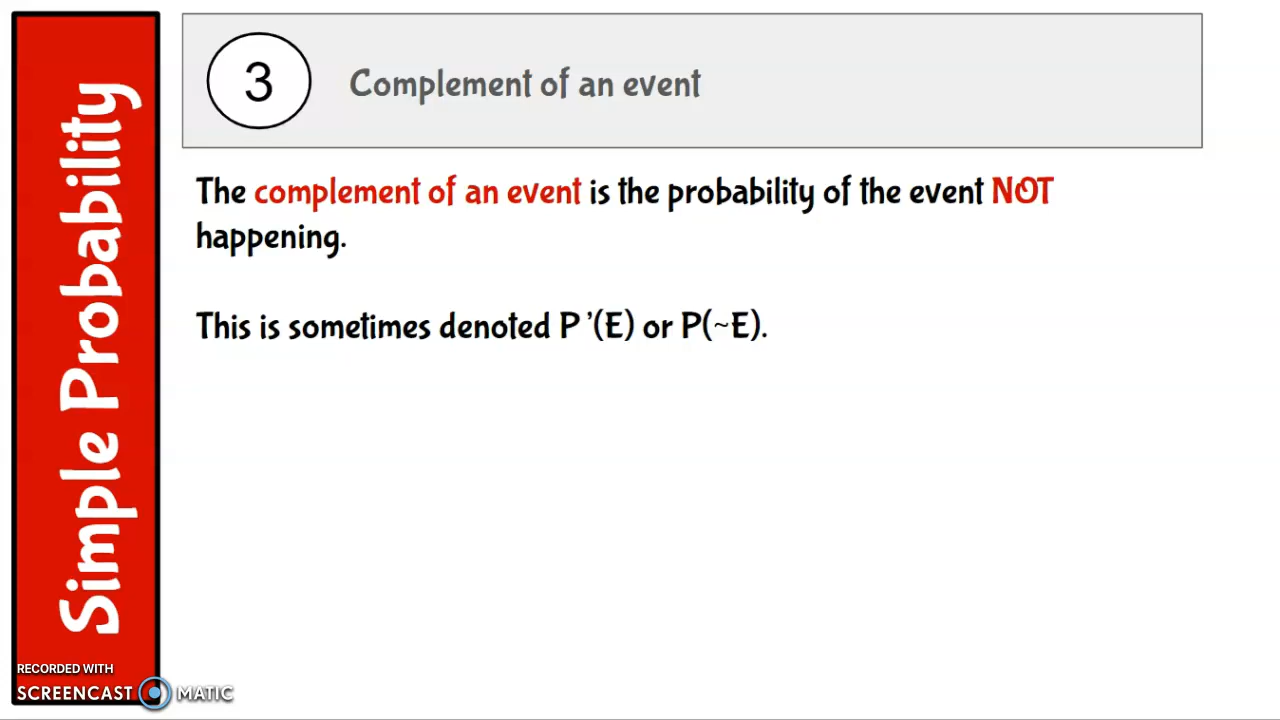 Simple Probability
3
Complement of an event
The complement of an event is the probability of the event NOT
happening.
This is sometimes denoted P ’(E) or P(~E).
RECORDED WITH
SCREENCAST MATIC